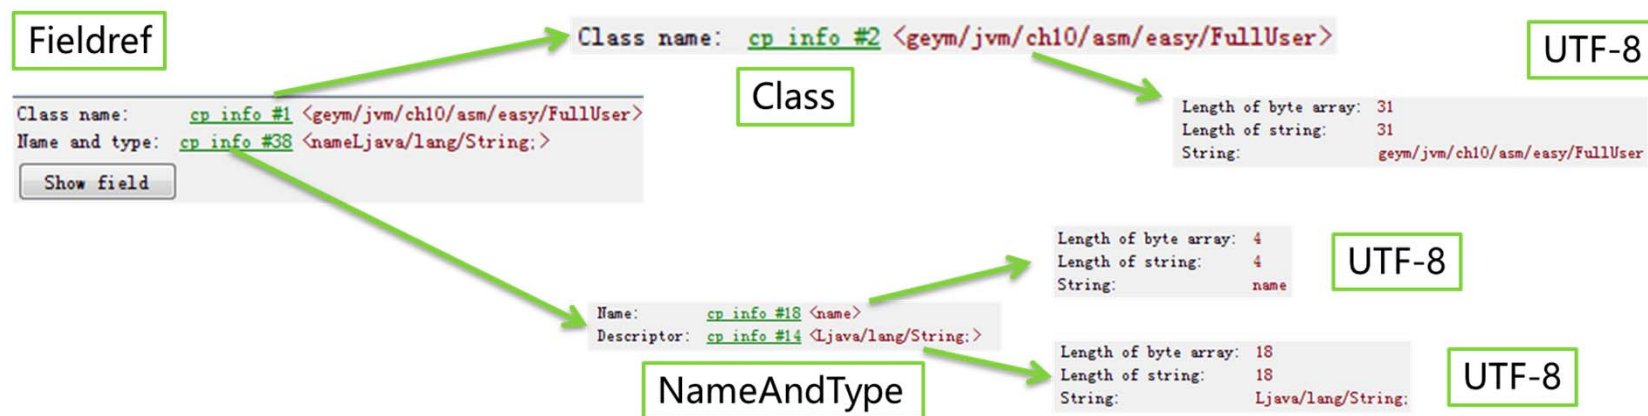 Fieldref
Class name: cp info #1 <geym/jvm/ch10/asm/easy/FullUser>
Name and type: cp info #38 <nameLjava/lang/String;>
Show field
Class name: cp info #2 <geym/jvm/ch10/asm/easy/FullUser>
Class
UTF-8
Length of byte array: 31
Length of string: 31
String: geym/jvm/ch10/asm/easy/FullUser
Name: cp info #18 <name>
Descriptor: cp info #14 <Ljava/lang/String;>
NameAndType
Length of byte array: 4
Length of string: 4
String: name
UTF-8
Length of byte array: 18
Length of string: 18
String: Ljava/lang/String;
UTF-8